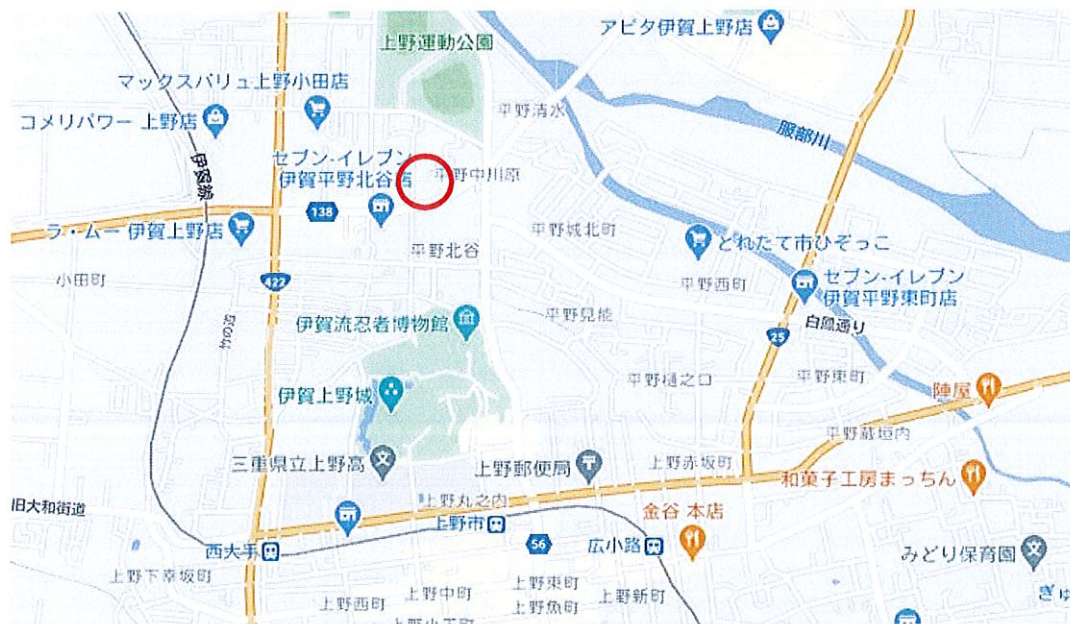 アピタ伊賀上野店
上野運動公園
マックスバリュ上野小田店
コメリパワー 上野店
平野清水
服部川
伊賀線
セブン-イレブン
伊賀平野北谷店
平野中川原
138
ラ・ムー 伊賀上野店
平野北谷
平野城北町
とれたて市ひぞっこ
小田町
422
平野西町
セブン-イレブン
伊賀平野東町店
伊賀流忍者博物館
平野見能
白鳳通り
25
伊賀上野城
平野樋之口
平野東町
陣屋
平野蔵垣内
三重県立上野高
上野郵便局
上野赤坂町
和菓子工房まっちん
旧大和街道
上野丸之内
上野市
金谷 本店
西大手
56
広小路
みどり保育園
上野下幸坂町
上野西町
上野中町
上野東町
上野魚町
上野新町
ぎゅ